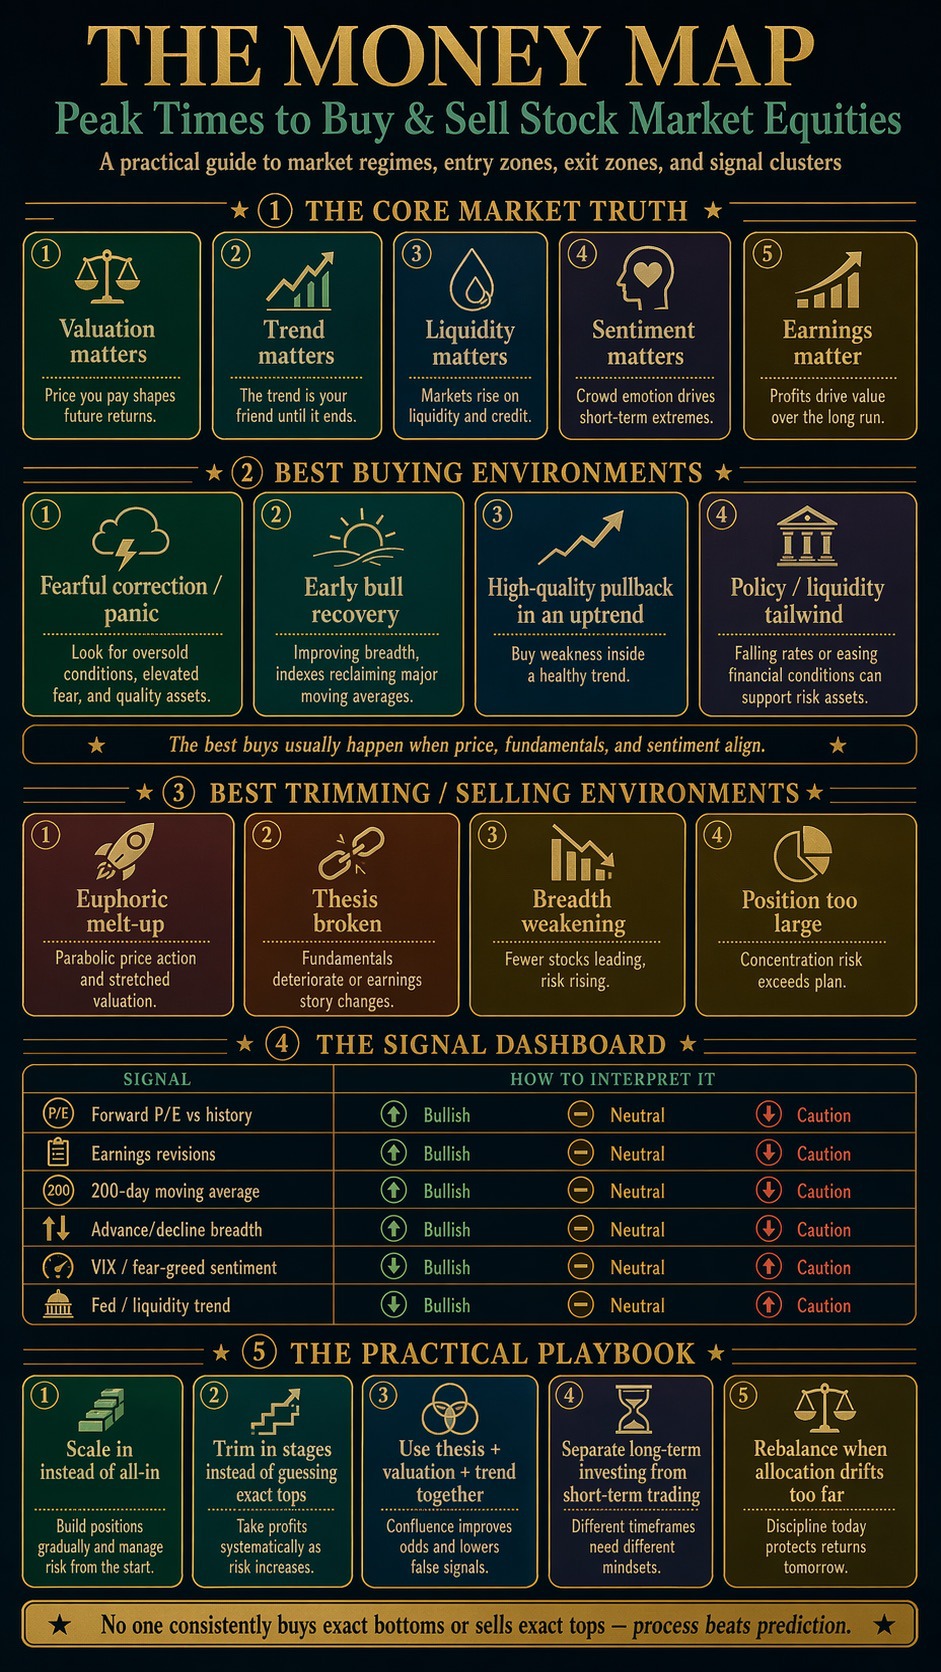 THE MONEY MAP
Peak Times to Buy & Sell Stock Market Equities
A practical guide to market regimes, entry zones, exit zones, and signal clusters
1 THE CORE MARKET TRUTH
1
Valuation
matters
Price you pay shapes
future returns.
2
Trend
matters
The trend is your
friend until it ends.
3
Liquidity
matters
Markets rise on
liquidity and credit.
4
Sentiment
matters
Crowd emotion drives
short-term extremes.
5
Earnings
matter
Profits drive value
over the long run.
2 BEST BUYING ENVIRONMENTS
1
Fearful correction /
panic
Look for oversold
conditions, elevated
fear, and quality assets.
2
Early bull
recovery
Improving breadth,
indexes reclaiming major
moving averages.
3
High-quality pullback
in an uptrend
Buy weakness inside
a healthy trend.
4
Policy / liquidity
tailwind
Falling rates or easing
financial conditions can
support risk assets.
The best buys usually happen when price, fundamentals, and sentiment align.
3 BEST TRIMMING / SELLING ENVIRONMENTS
1
Euphoric
melt-up
Parabolic price action
and stretched
valuation.
2
Thesis
broken
Fundamentals
deteriorate or earnings
story changes.
3
Breadth
weakening
Fewer stocks leading,
risk rising.
4
Position too
large
Concentration risk
exceeds plan.
4 THE SIGNAL DASHBOARD
SIGNAL HOW TO INTERPRET IT
P/E Forward P/E vs history Bullish Neutral Caution
Earnings revisions Bullish Neutral Caution
200 200-day moving average Bullish Neutral Caution
Advance/decline breadth Bullish Neutral Caution
VIX / fear-greed sentiment Bullish Neutral Caution
Fed / liquidity trend Bullish Neutral Caution
5 THE PRACTICAL PLAYBOOK
1
Scale in
instead of all-in
Build positions
gradually and manage
risk from the start.
2
Trim in stages
instead of guessing
exact tops
Take profits
systematically as
risk increases.
3
Use thesis +
valuation + trend
together
Confluence improves
odds and lowers
false signals.
4
Separate long-term
investing from
short-term trading
Different timeframes
need different
mindsets.
5
Rebalance when
allocation drifts
too far
Discipline today
protects returns
tomorrow.
No one consistently buys exact bottoms or sells exact tops — process beats prediction.